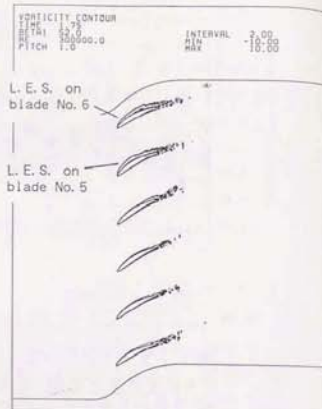 VORTICITY CONTOUR
TIME 1.75
BETA1 52.0
RE 300000.0
PITCH 1.0
INTERVAL 2.00
MIN -10.00
MAX 10.00
L. E. S. on
blade No. 6
L. E. S. on
blade No. 5